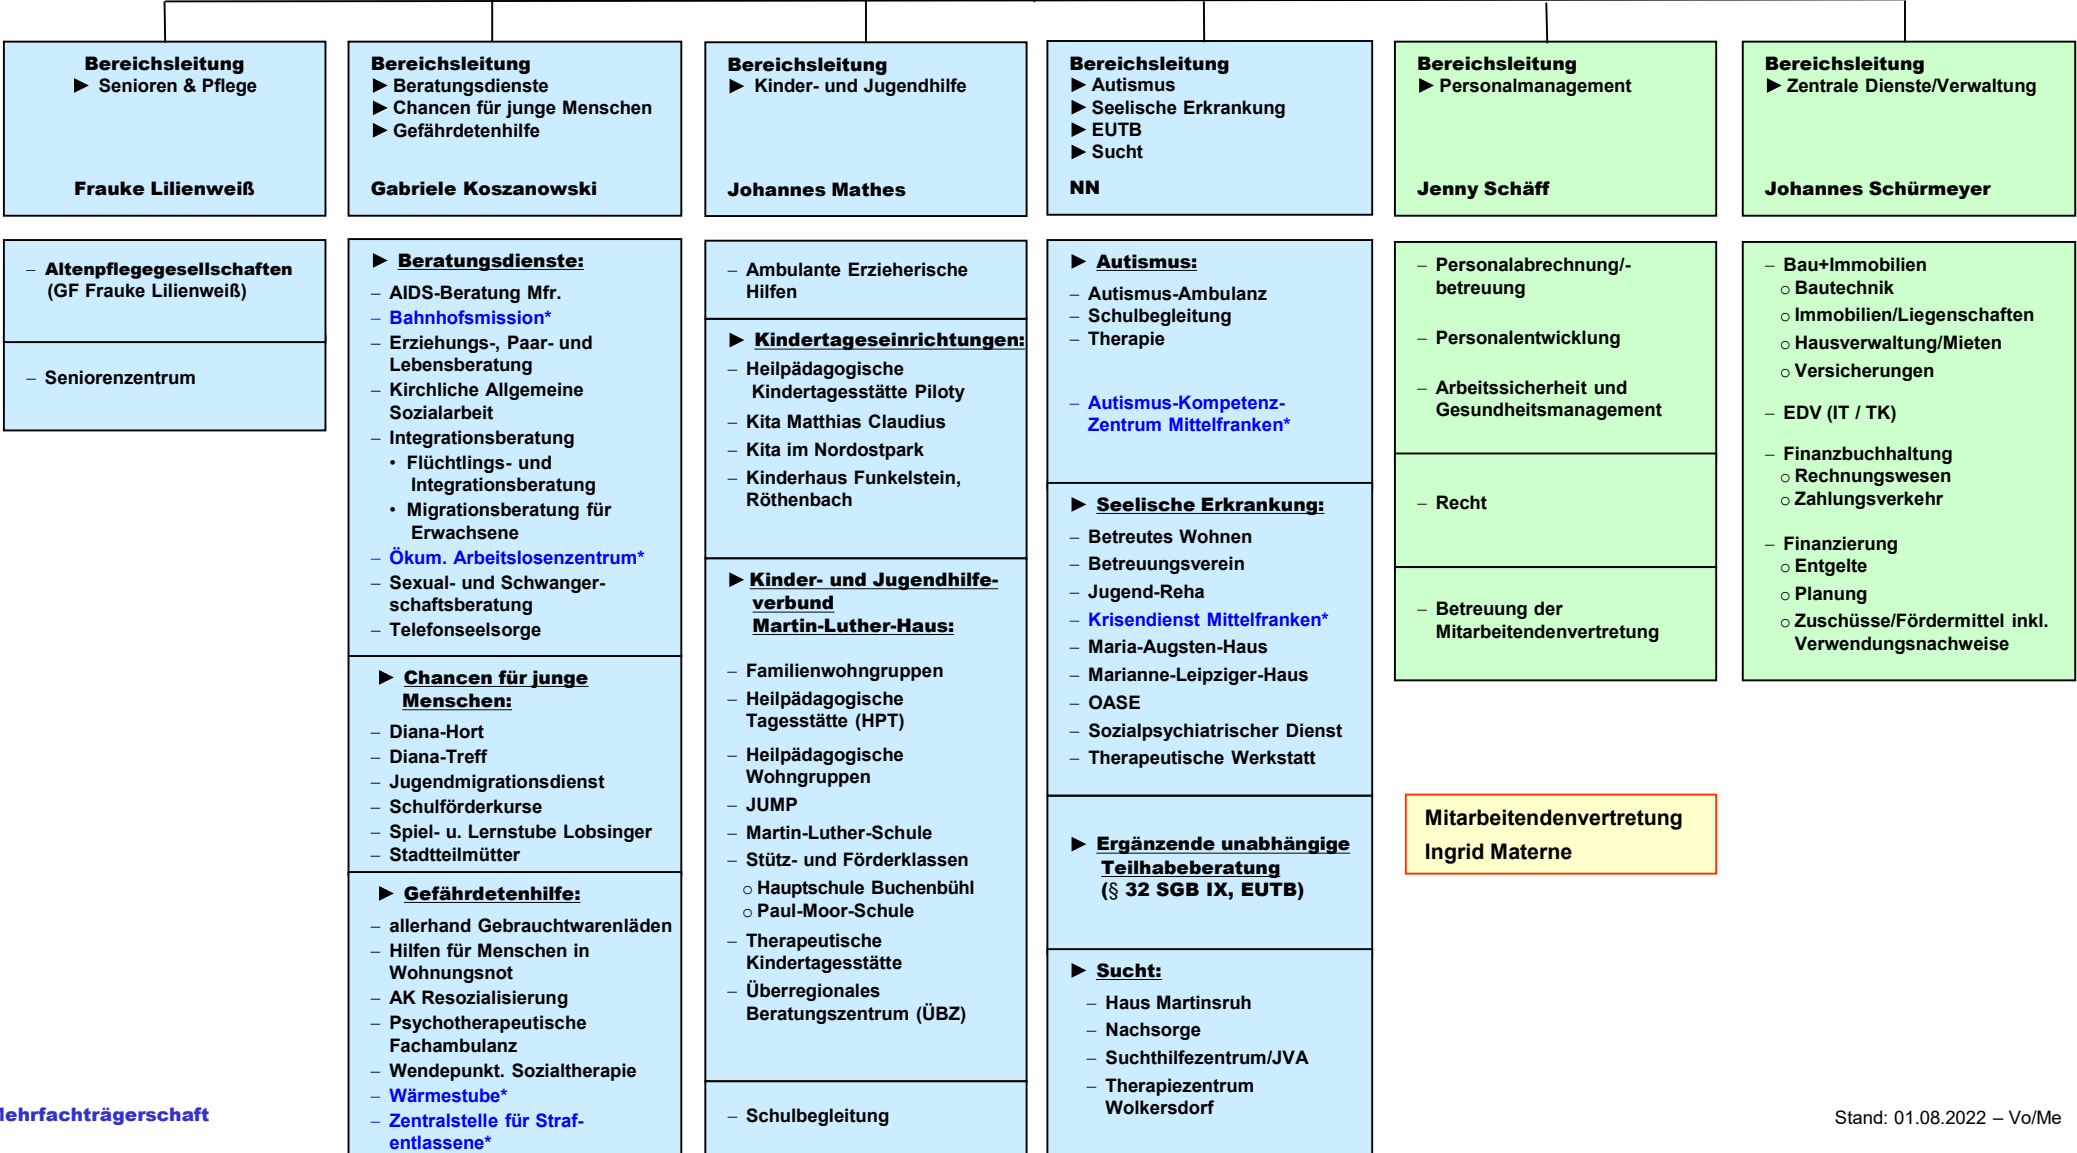 Bereichsleitung
► Senioren & Pflege
Frauke Lilienweiß
Bereichsleitung
► Beratungsdienste
► Chancen für junge Menschen
► Gefährdetenhilfe
Gabriele Koszanowski
Bereichsleitung
► Kinder- und Jugendhilfe
Johannes Mathes
Bereichsleitung
► Autismus
► Seelische Erkrankung
► EUTB
► Sucht
NN
Bereichsleitung
► Personalmanagement
Jenny Schäff
Bereichsleitung
► Zentrale Dienste/Verwaltung
Johannes Schürmeyer
– Altenpflegegesellschaften
(GF Frauke Lilienweiß)
– Seniorenzentrum
► Beratungsdienste:
– AIDS-Beratung Mfr.
– Bahnhofsmission*
– Erziehungs-, Paar- und
Lebensberatung
– Kirchliche Allgemeine
Sozialarbeit
– Integrationsberatung
• Flüchtlings- und
Integrationsberatung
• Migrationsberatung für
Erwachsene
– Ökum. Arbeitslosenzentrum*
– Sexual- und Schwanger-
schaftsberatung
– Telefonseelsorge
► Chancen für junge
Menschen:
– Diana-Hort
– Diana-Treff
– Jugendmigrationsdienst
– Schulförderkurse
– Spiel- u. Lernstube Lobsinger
– Stadtteilmütter
► Gefährdetenhilfe:
– allerhand Gebrauchtwarenläden
– Hilfen für Menschen in
Wohnungsnot
– AK Resozialisierung
– Psychotherapeutische
Fachambulanz
– Wendepunkt. Sozialtherapie
– Wärmestube*
– Zentralstelle für Straf-
entlassene*
– Ambulante Erzieherische
Hilfen
► Kindertageseinrichtungen:
– Heilpädagogische
Kindertagesstätte Piloty
– Kita Matthias Claudius
– Kita im Nordostpark
– Kinderhaus Funkelstein,
Röthenbach
► Kinder- und Jugendhilfe-
verbund
Martin-Luther-Haus:
– Familienwohngruppen
– Heilpädagogische
Tagesstätte (HPT)
– Heilpädagogische
Wohngruppen
– JUMP
– Martin-Luther-Schule
– Stütz- und Förderklassen
○ Hauptschule Buchenbühl
○ Paul-Moor-Schule
– Therapeutische
Kindertagesstätte
– Überregionales
Beratungszentrum (ÜBZ)
– Schulbegleitung
► Autismus:
– Autismus-Ambulanz
– Schulbegleitung
– Therapie
– Autismus-Kompetenz-
Zentrum Mittelfranken*
► Seelische Erkrankung:
– Betreutes Wohnen
– Betreuungsverein
– Jugend-Reha
– Krisendienst Mittelfranken*
– Maria-Augsten-Haus
– Marianne-Leipziger-Haus
– OASE
– Sozialpsychiatrischer Dienst
– Therapeutische Werkstatt
► Ergänzende unabhängige
Teilhabeberatung
(§ 32 SGB IX, EUTB)
► Sucht:
– Haus Martinsruh
– Nachsorge
– Suchthilfezentrum/JVA
– Therapiezentrum
Wolkersdorf
– Personalabrechnung/-
betreuung
– Personalentwicklung
– Arbeitssicherheit und
Gesundheitsmanagement
– Recht
– Betreuung der
Mitarbeitendenvertretung
– Bau+Immobilien
○ Bautechnik
○ Immobilien/Liegenschaften
○ Hausverwaltung/Mieten
○ Versicherungen
– EDV (IT / TK)
– Finanzbuchhaltung
○ Rechnungswesen
○ Zahlungsverkehr
– Finanzierung
○ Entgelte
○ Planung
○ Zuschüsse/Fördermittel inkl.
Verwendungsnachweise
Mitarbeitendenvertretung
Ingrid Materne
Mehrfachträgerschaft
Stand: 01.08.2022 – Vo/Me